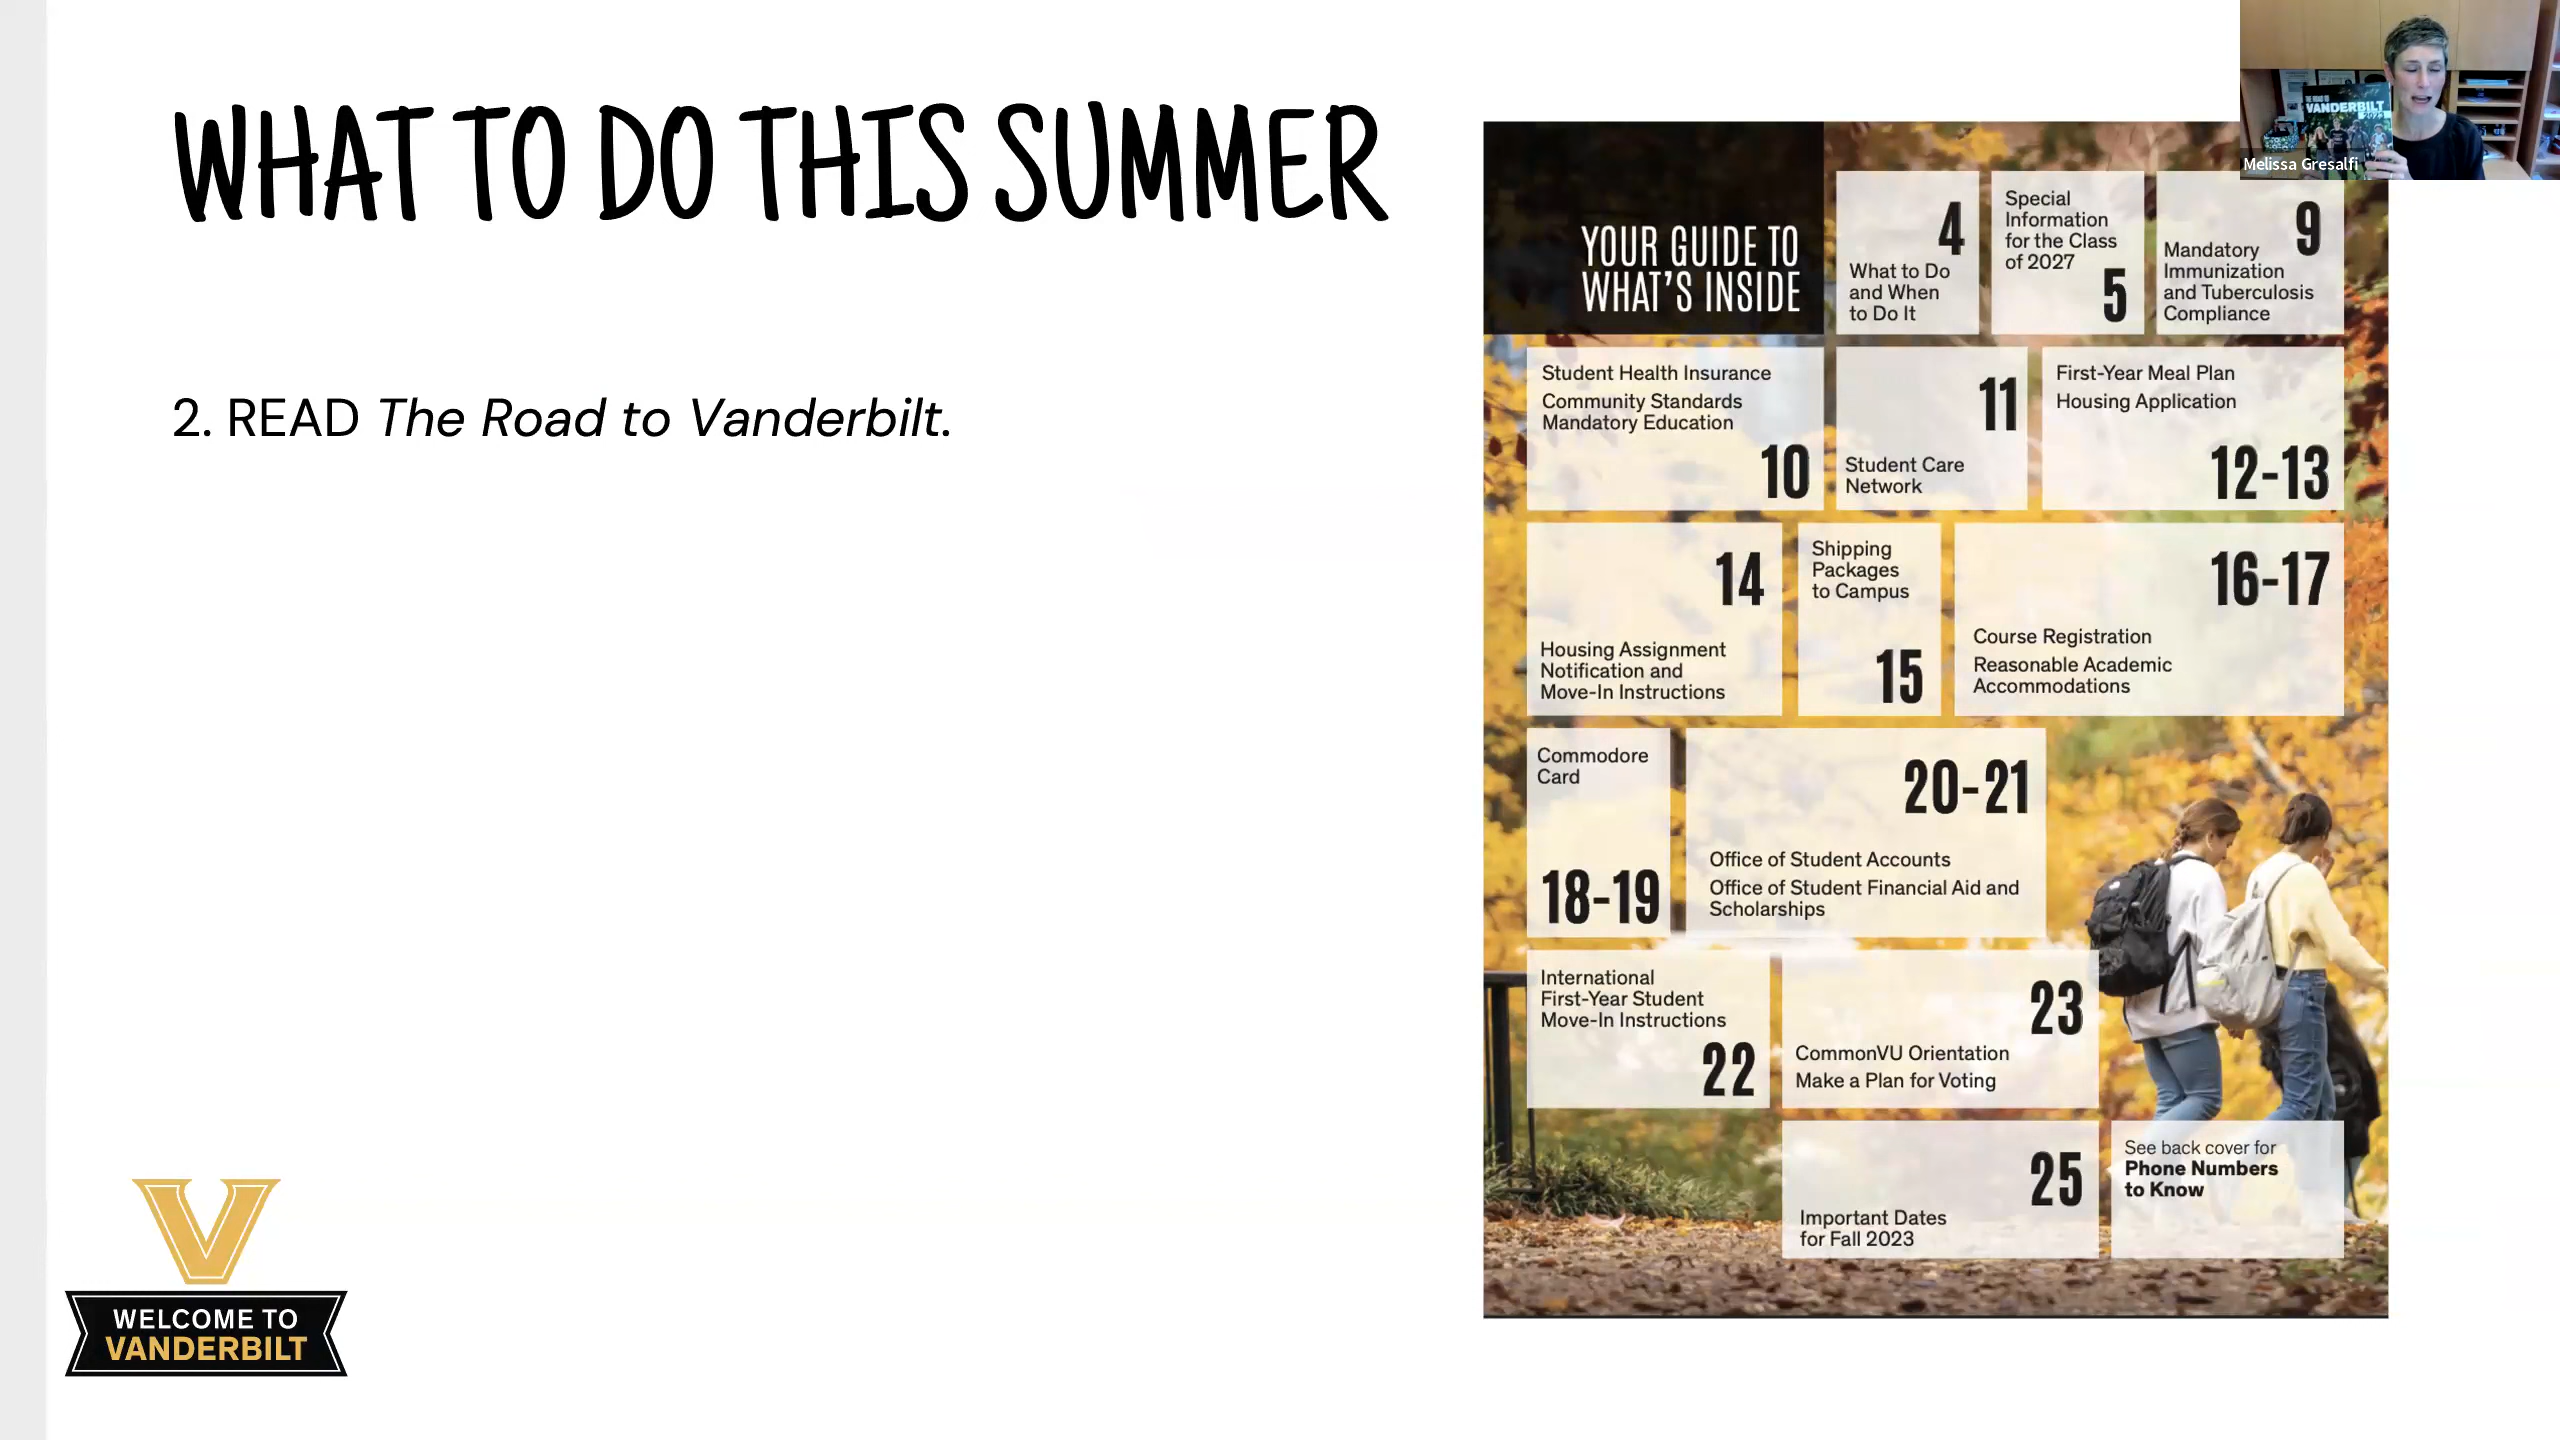 WHAT TO DO THIS SUMMER
2. READ The Road to Vanderbilt.
WELCOME TO
VANDERBILT
YOUR GUIDE TO
WHAT'S INSIDE
4
What to Do
and When
to Do It
Special
Information
for the Class
of 2027
5
9
Mandatory
Immunization
and Tuberculosis
Compliance
Student Health Insurance
Community Standards
Mandatory Education
10
11
Student Care
Network
First-Year Meal Plan
Housing Application
12-13
14
Housing Assignment
Notification and
Move-In Instructions
Shipping
Packages
to Campus
15
16-17
Course Registration
Reasonable Academic
Accommodations
Commodore
Card
18-19
20-21
Office of Student Accounts
Office of Student Financial Aid and
Scholarships
International
First-Year Student
Move-In Instructions
22
23
CommonVU Orientation
Make a Plan for Voting
25
Important Dates
for Fall 2023
See back cover for
Phone Numbers
to Know
THE ROAD TO
VANDERBILT
2023
Melissa Gresalfi